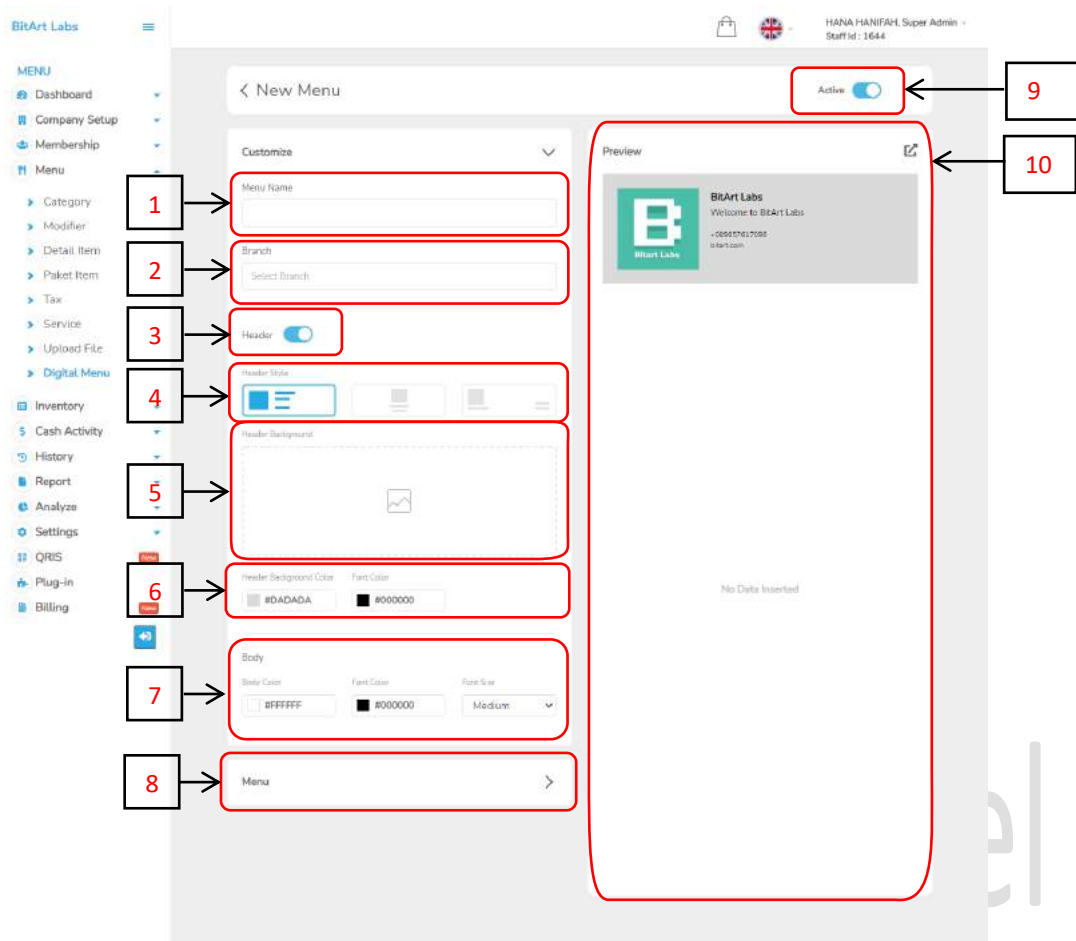 BitArt Labs
HANA HANIFAH, Super Admin
Staff Id : 1644
MENU
Dashboard
Company Setup
Membership
Menu
Category
Modifier
Detail Item
Paket Item
Tax
Service
Upload File
Digital Menu
Inventory
Cash Activity
History
Report
Analyze
Settings
QRIS
New
Plug-in
Billing
New
New Menu
Active
9
Customize
1
Menu Name
2
Branch
Select Branch
3
Header
4
Header Style
5
Header Background
6
Header Background Color
Font Color
#DADADA
#000000
7
Body
Body Color
Font Color
Font Size
#FFFFFF
#000000
Medium
8
Menu
Preview
10
BitArt Labs
Welcome to BitArt Labs
bitart.com
Bitart Labs
No Data Inserted
el